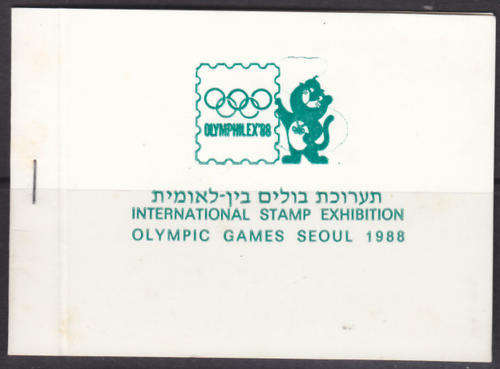 OLYMPHILEX'88
תערוכת בולים בין-לאומית
INTERNATIONAL STAMP EXHIBITION
OLYMPIC GAMES SEOUL 1988